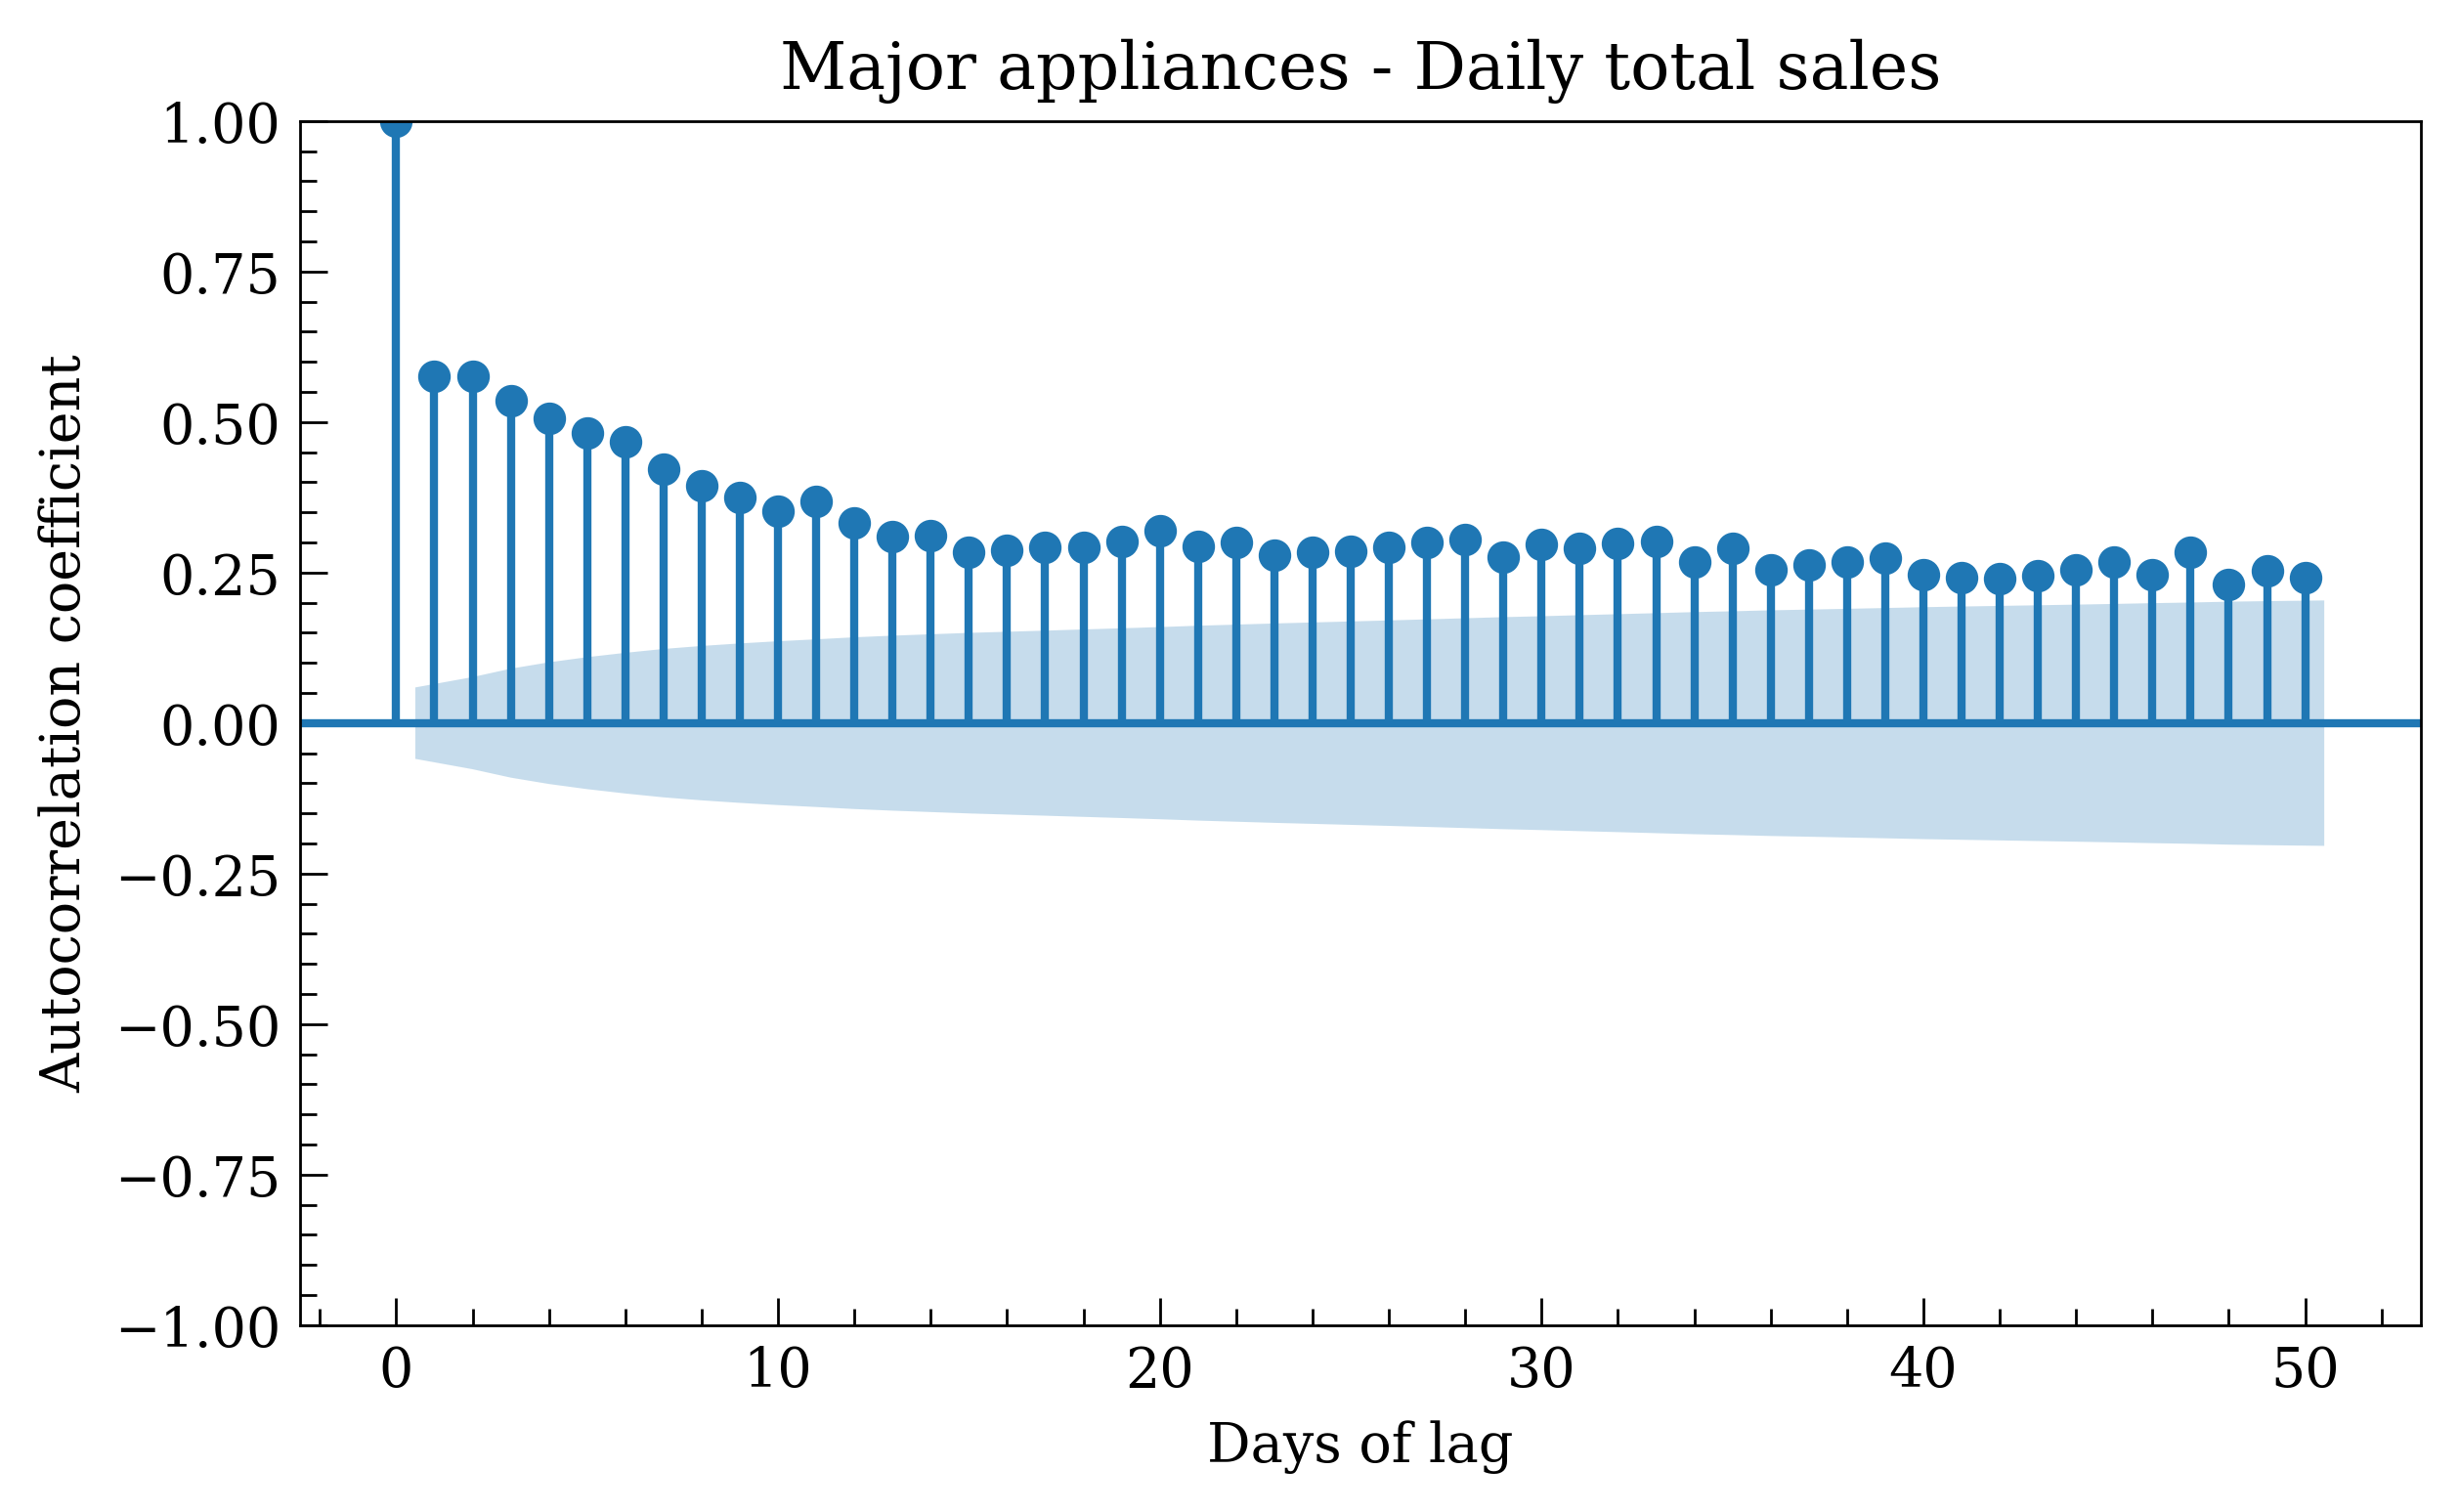 Major appliances - Daily total sales
Autocorrelation coefficient
1.00
0.75
0.50
0.25
0.00
−0.25
−0.50
−0.75
−1.00
0 10 20 30 40 50
Days of lag